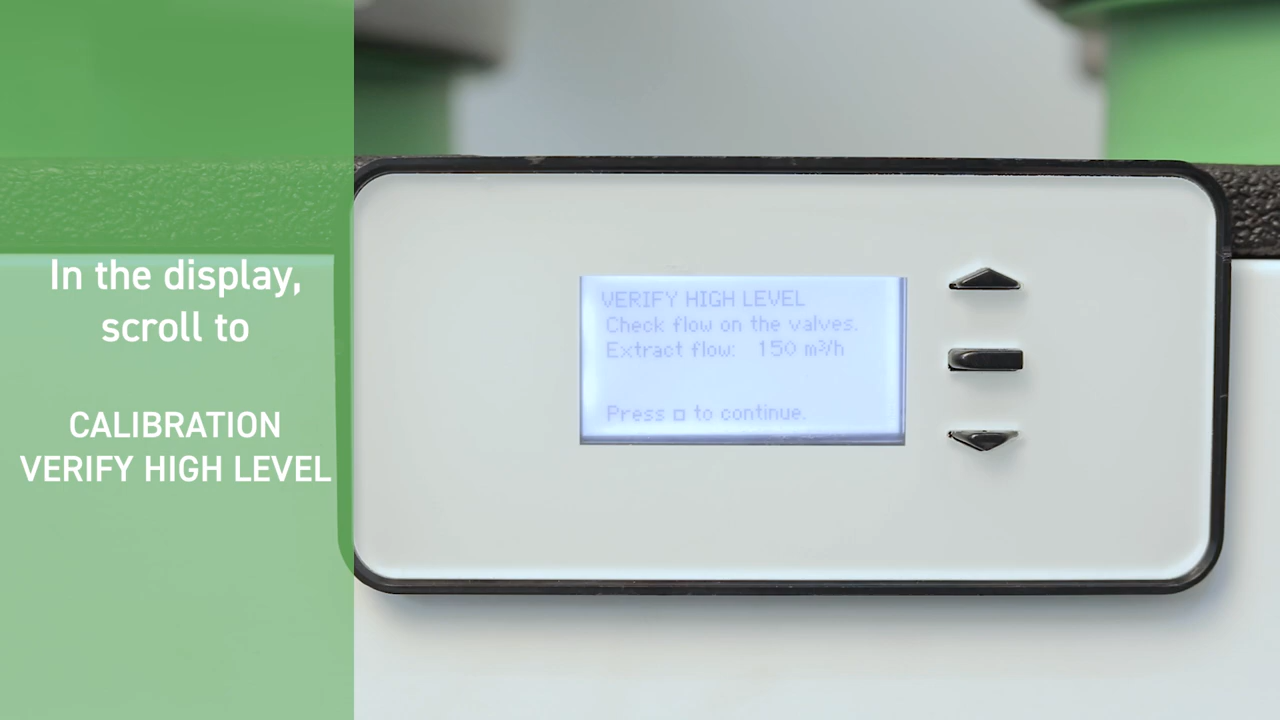 In the display,
scroll to
CALIBRATION
VERIFY HIGH LEVEL
VERIFY HIGH LEVEL
Check flow on the valves.
Extract flow: 150 m³/h
Press □ to continue.